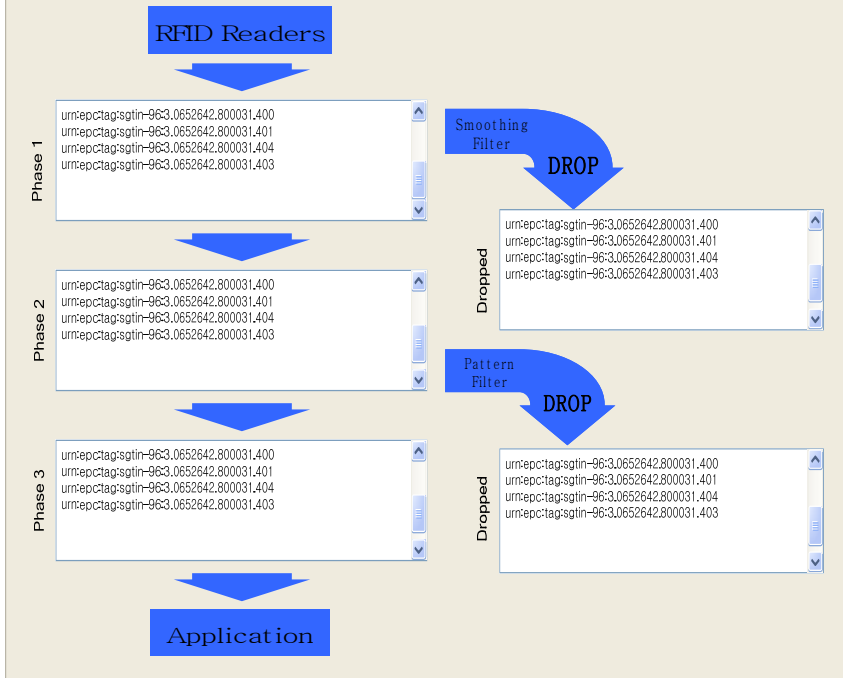 RFID Readers
Phase 1
urn:epc:tag:sgtin-96:3.0652642.800031.400
urn:epc:tag:sgtin-96:3.0652642.800031.401
urn:epc:tag:sgtin-96:3.0652642.800031.404
urn:epc:tag:sgtin-96:3.0652642.800031.403
Smoothing
Filter
DROP
Dropped
urn:epc:tag:sgtin-96:3.0652642.800031.400
urn:epc:tag:sgtin-96:3.0652642.800031.401
urn:epc:tag:sgtin-96:3.0652642.800031.404
urn:epc:tag:sgtin-96:3.0652642.800031.403
Phase 2
urn:epc:tag:sgtin-96:3.0652642.800031.400
urn:epc:tag:sgtin-96:3.0652642.800031.401
urn:epc:tag:sgtin-96:3.0652642.800031.404
urn:epc:tag:sgtin-96:3.0652642.800031.403
Pattern
Filter
DROP
Dropped
urn:epc:tag:sgtin-96:3.0652642.800031.400
urn:epc:tag:sgtin-96:3.0652642.800031.401
urn:epc:tag:sgtin-96:3.0652642.800031.404
urn:epc:tag:sgtin-96:3.0652642.800031.403
Phase 3
urn:epc:tag:sgtin-96:3.0652642.800031.400
urn:epc:tag:sgtin-96:3.0652642.800031.401
urn:epc:tag:sgtin-96:3.0652642.800031.404
urn:epc:tag:sgtin-96:3.0652642.800031.403
Application